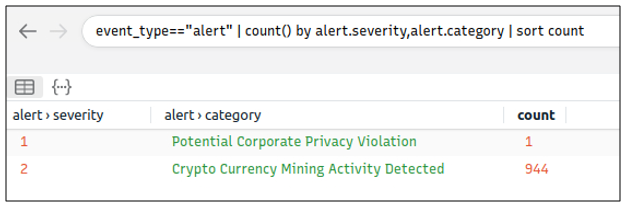 event_type=="alert" | count() by alert.severity,alert.category | sort count
{...}
alert › severity alert › category count
1 Potential Corporate Privacy Violation 1
2 Crypto Currency Mining Activity Detected 944